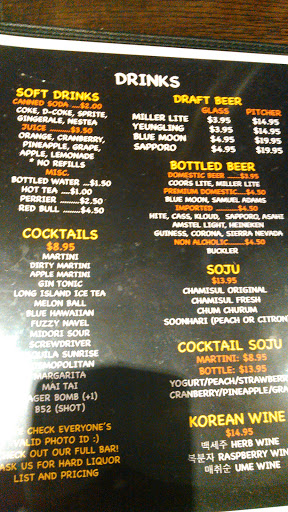 DRINKS
SOFT DRINKS
CANNED SODA ....$2.00
COKE, D-COKE, SPRITE,
GINGERALE, NESTEA
JUICE .........$3.50
ORANGE, CRANBERRY,
PINEAPPLE, GRAPE,
APPLE, LEMONADE
* NO REFILLS
MISC.
BOTTLED WATER ...$1.50
HOT TEA ....$1.00
PERRIER .......$2.50
RED BULL .......$4.50
COCKTAILS
$8.95
MARTINI
DIRTY MARTINI
APPLE MARTINI
GIN TONIC
LONG ISLAND ICE TEA
MELON BALL
BLUE HAWAIIAN
FUZZY NAVEL
MIDORI SOUR
SCREWDRIVER
QUILA SUNRISE
OSMOPOLITAN
MARGARITA
MAI TAI
AGER BOMB (+1)
B52 (SHOT)
CHECK EVERYONE'S
VALID PHOTO ID :)
CHECK OUT OUR FULL BAR!
ASK US FOR HARD LIQUOR
LIST AND PRICING
DRAFT BEER
GLASS PITCHER
MILLER LITE $3.95 $14.95
YEUNGLING $3.95 $14.95
BLUE MOON $4.95 $19.95
SAPPORO $4.95 $19.95
BOTTLED BEER
DOMESTIC BEER ......$3.95
COORS LITE, MILLER LITE
PREMIUM DOMESTIC....$4.50
BLUE MOON, SAMUEL ADAMS
IMPORTED ..........$4.50
HITE, CASS, KLOUD, SAPPORO, ASAHI
AMSTEL LIGHT, HEINEKEN
GUINESS, CORONA, SIERRA NEVADA
NON ALCHOLIC.......$4.50
BUCKLER
SOJU
$13.95
CHAMISUL ORIGINAL
CHAMISUL FRESH
CHUM CHURUM
SOONHARI (PEACH OR CITRON
COCKTAIL SOJU
MARTINI: $8.95
BOTTLE: $13.95
YOGURT/PEACH/STRAWBERR
CRANBERRY/PINEAPPLE/GRA
KOREAN WINE
$14.95
백세주 HERB WINE
복분자 RASPBERRY WIN
매취순 UME WINE